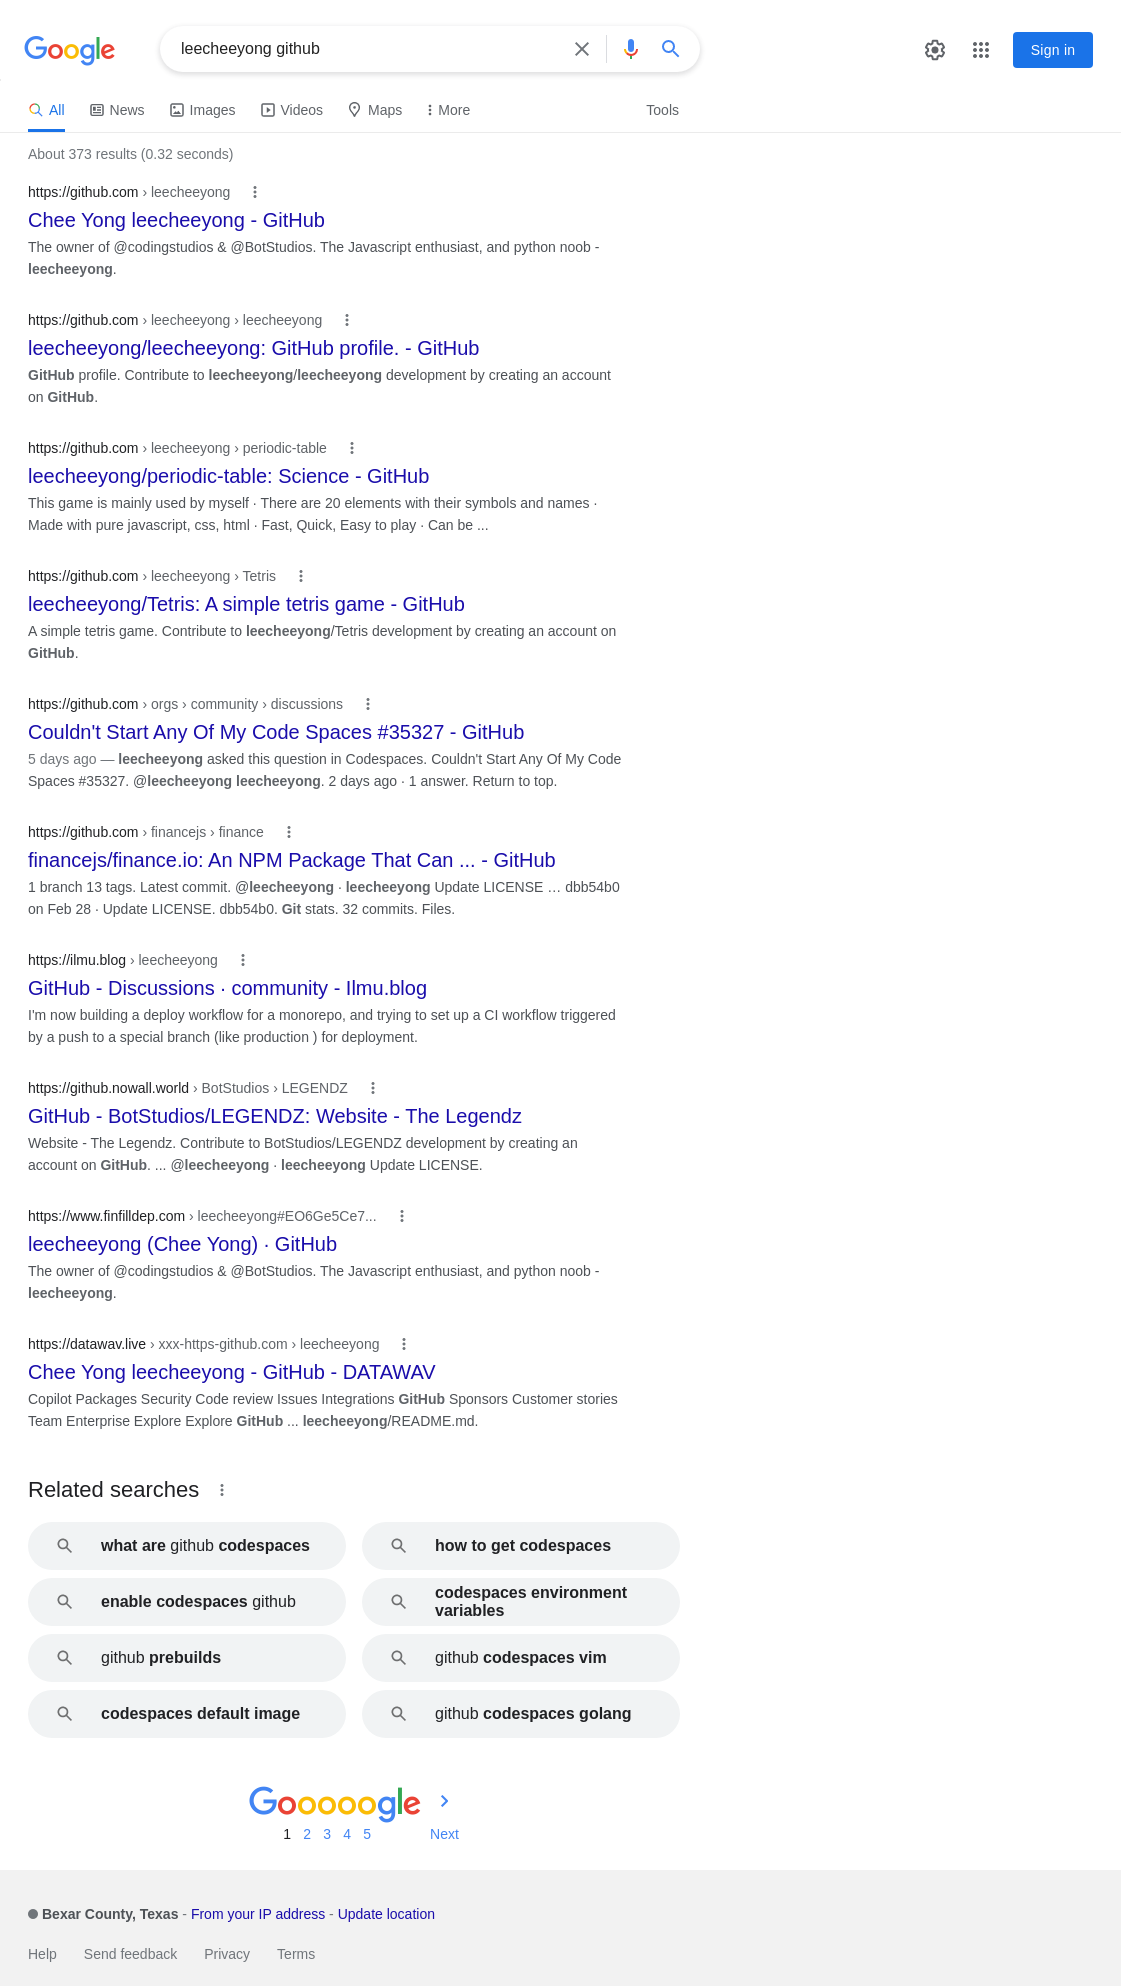 Google
leecheeyong github
Sign in
All News Images Videos Maps More Tools
About 373 results (0.32 seconds)
https://github.com › leecheeyong
Chee Yong leecheeyong - GitHub
The owner of @codingstudios & @BotStudios. The Javascript enthusiast, and python noob -
leecheeyong.
https://github.com › leecheeyong › leecheeyong
leecheeyong/leecheeyong: GitHub profile. - GitHub
GitHub profile. Contribute to leecheeyong/leecheeyong development by creating an account
on GitHub.
https://github.com › leecheeyong › periodic-table
leecheeyong/periodic-table: Science - GitHub
This game is mainly used by myself · There are 20 elements with their symbols and names ·
Made with pure javascript, css, html · Fast, Quick, Easy to play · Can be ...
https://github.com › leecheeyong › Tetris
leecheeyong/Tetris: A simple tetris game - GitHub
A simple tetris game. Contribute to leecheeyong/Tetris development by creating an account on
GitHub.
https://github.com › orgs › community › discussions
Couldn't Start Any Of My Code Spaces #35327 - GitHub
5 days ago — leecheeyong asked this question in Codespaces. Couldn't Start Any Of My Code
Spaces #35327. @leecheeyong leecheeyong. 2 days ago · 1 answer. Return to top.
https://github.com › financejs › finance
financejs/finance.io: An NPM Package That Can ... - GitHub
1 branch 13 tags. Latest commit. @leecheeyong · leecheeyong Update LICENSE … dbb54b0
on Feb 28 · Update LICENSE. dbb54b0. Git stats. 32 commits. Files.
https://ilmu.blog › leecheeyong
GitHub - Discussions · community - Ilmu.blog
I'm now building a deploy workflow for a monorepo, and trying to set up a CI workflow triggered
by a push to a special branch (like production ) for deployment.
https://github.nowall.world › BotStudios › LEGENDZ
GitHub - BotStudios/LEGENDZ: Website - The Legendz
Website - The Legendz. Contribute to BotStudios/LEGENDZ development by creating an
account on GitHub. ... @leecheeyong · leecheeyong Update LICENSE.
https://www.finfilldep.com › leecheeyong#EO6Ge5Ce7...
leecheeyong (Chee Yong) · GitHub
The owner of @codingstudios & @BotStudios. The Javascript enthusiast, and python noob -
leecheeyong.
https://datawav.live › xxx-https-github.com › leecheeyong
Chee Yong leecheeyong - GitHub - DATAWAV
Copilot Packages Security Code review Issues Integrations GitHub Sponsors Customer stories
Team Enterprise Explore Explore GitHub ... leecheeyong/README.md.
Related searches
what are github codespaces
how to get codespaces
enable codespaces github
codespaces environment
variables
github prebuilds
github codespaces vim
codespaces default image
github codespaces golang
Gooooogle
1 2 3 4 5 Next
Bexar County, Texas - From your IP address - Update location
Help Send feedback Privacy Terms